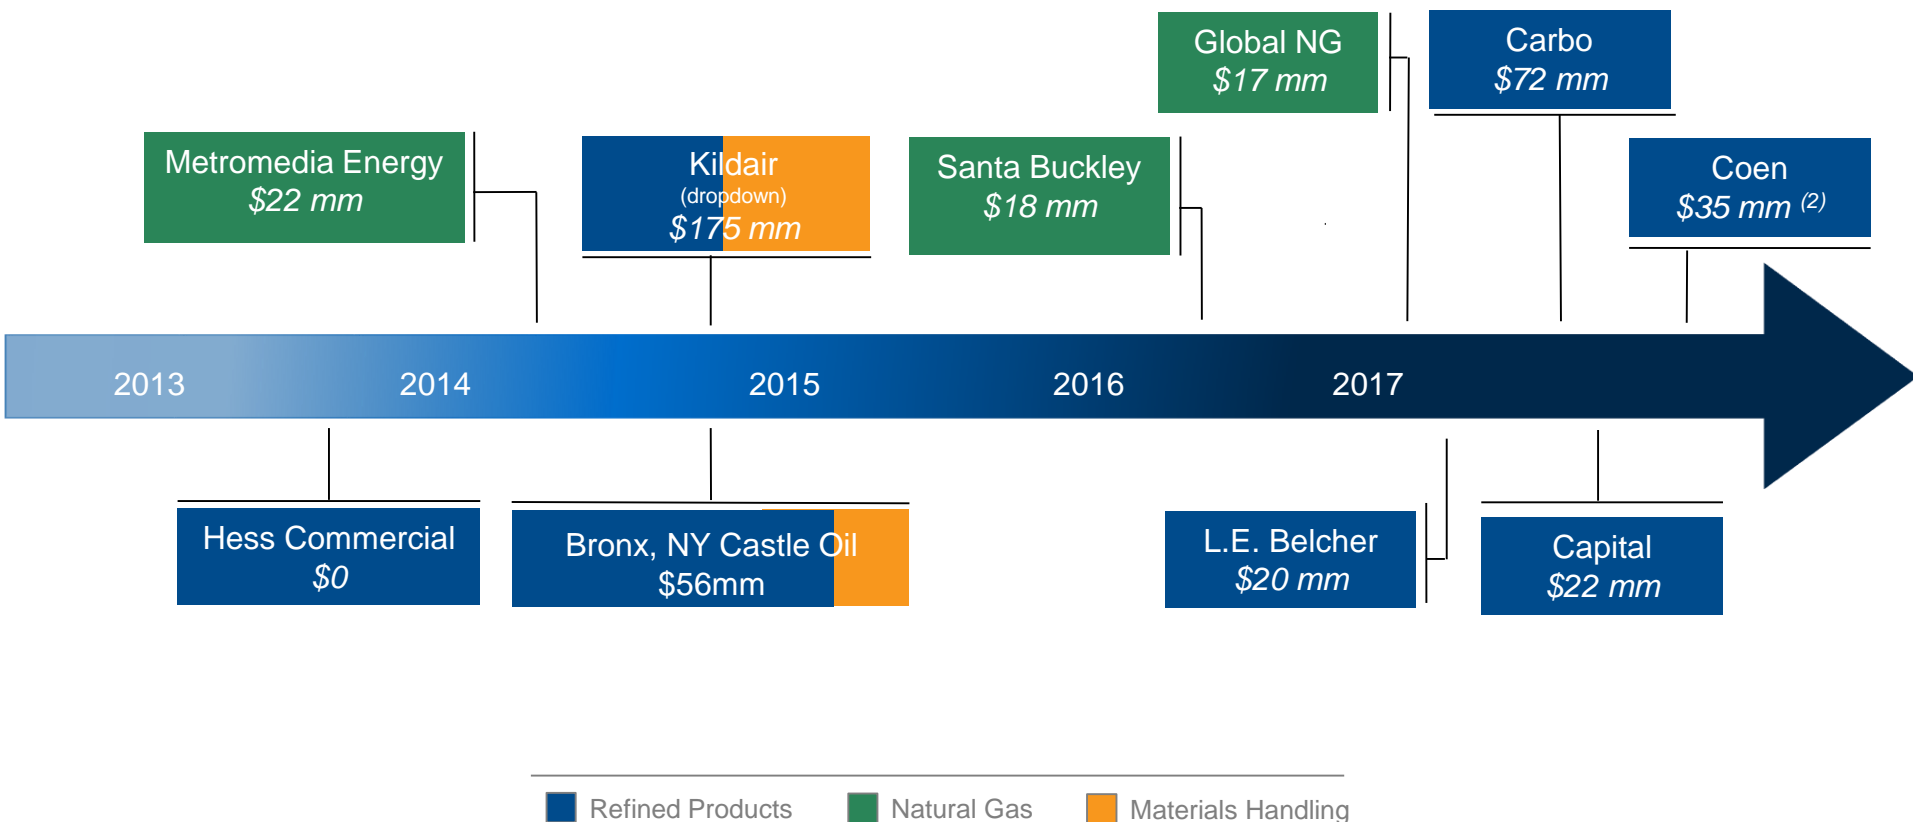 Global NG
$17 mm
Carbo
$72 mm
Metromedia Energy
$22 mm
Kildair
(dropdown)
$175 mm
Santa Buckley
$18 mm
Coen
$35 mm (2)
2013
2014
2015
2016
2017
Hess Commercial
$0
Bronx, NY Castle Oil
$56mm
L.E. Belcher
$20 mm
Capital
$22 mm
Refined Products
Natural Gas
Materials Handling